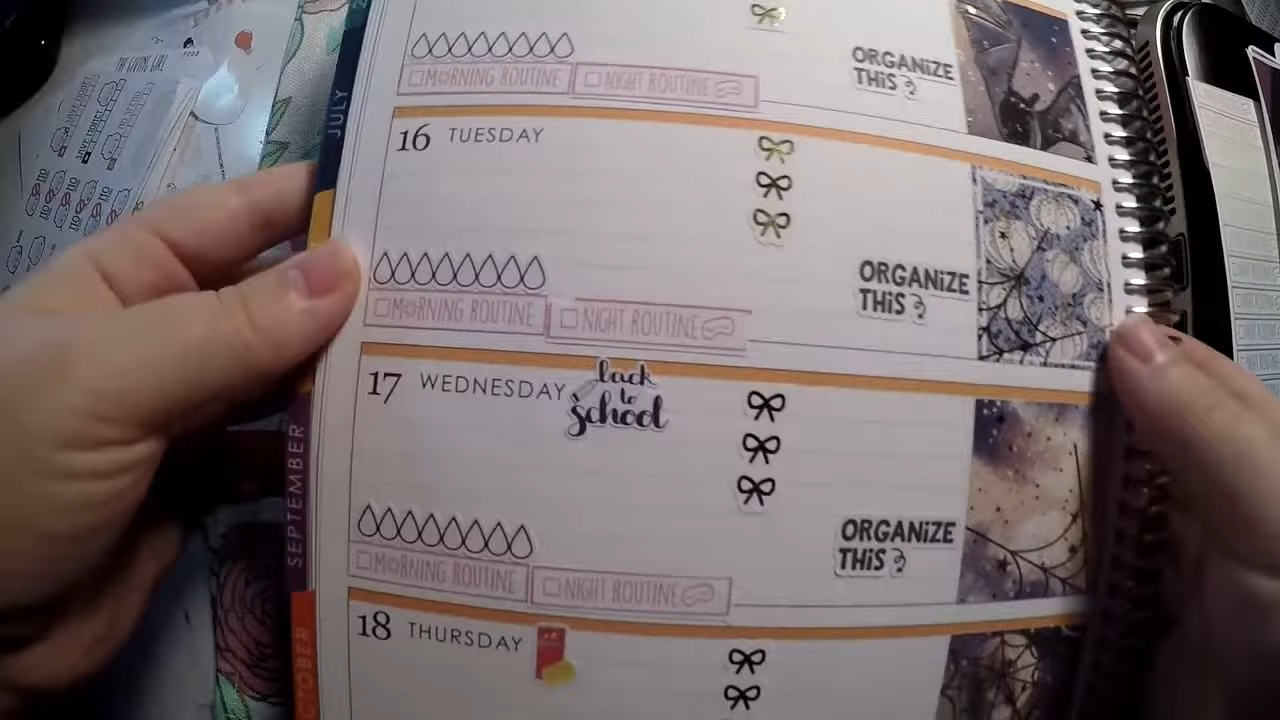 JULY
SEPTEMBER
OCTOBER
MORNING ROUTINE
NIGHT ROUTINE
ORGANIZE
THIS
16 TUESDAY
ORGANIZE
THIS
MORNING ROUTINE
NIGHT ROUTINE
17 WEDNESDAY
back
to
school
ORGANIZE
THIS
MORNING ROUTINE
NIGHT ROUTINE
18 THURSDAY